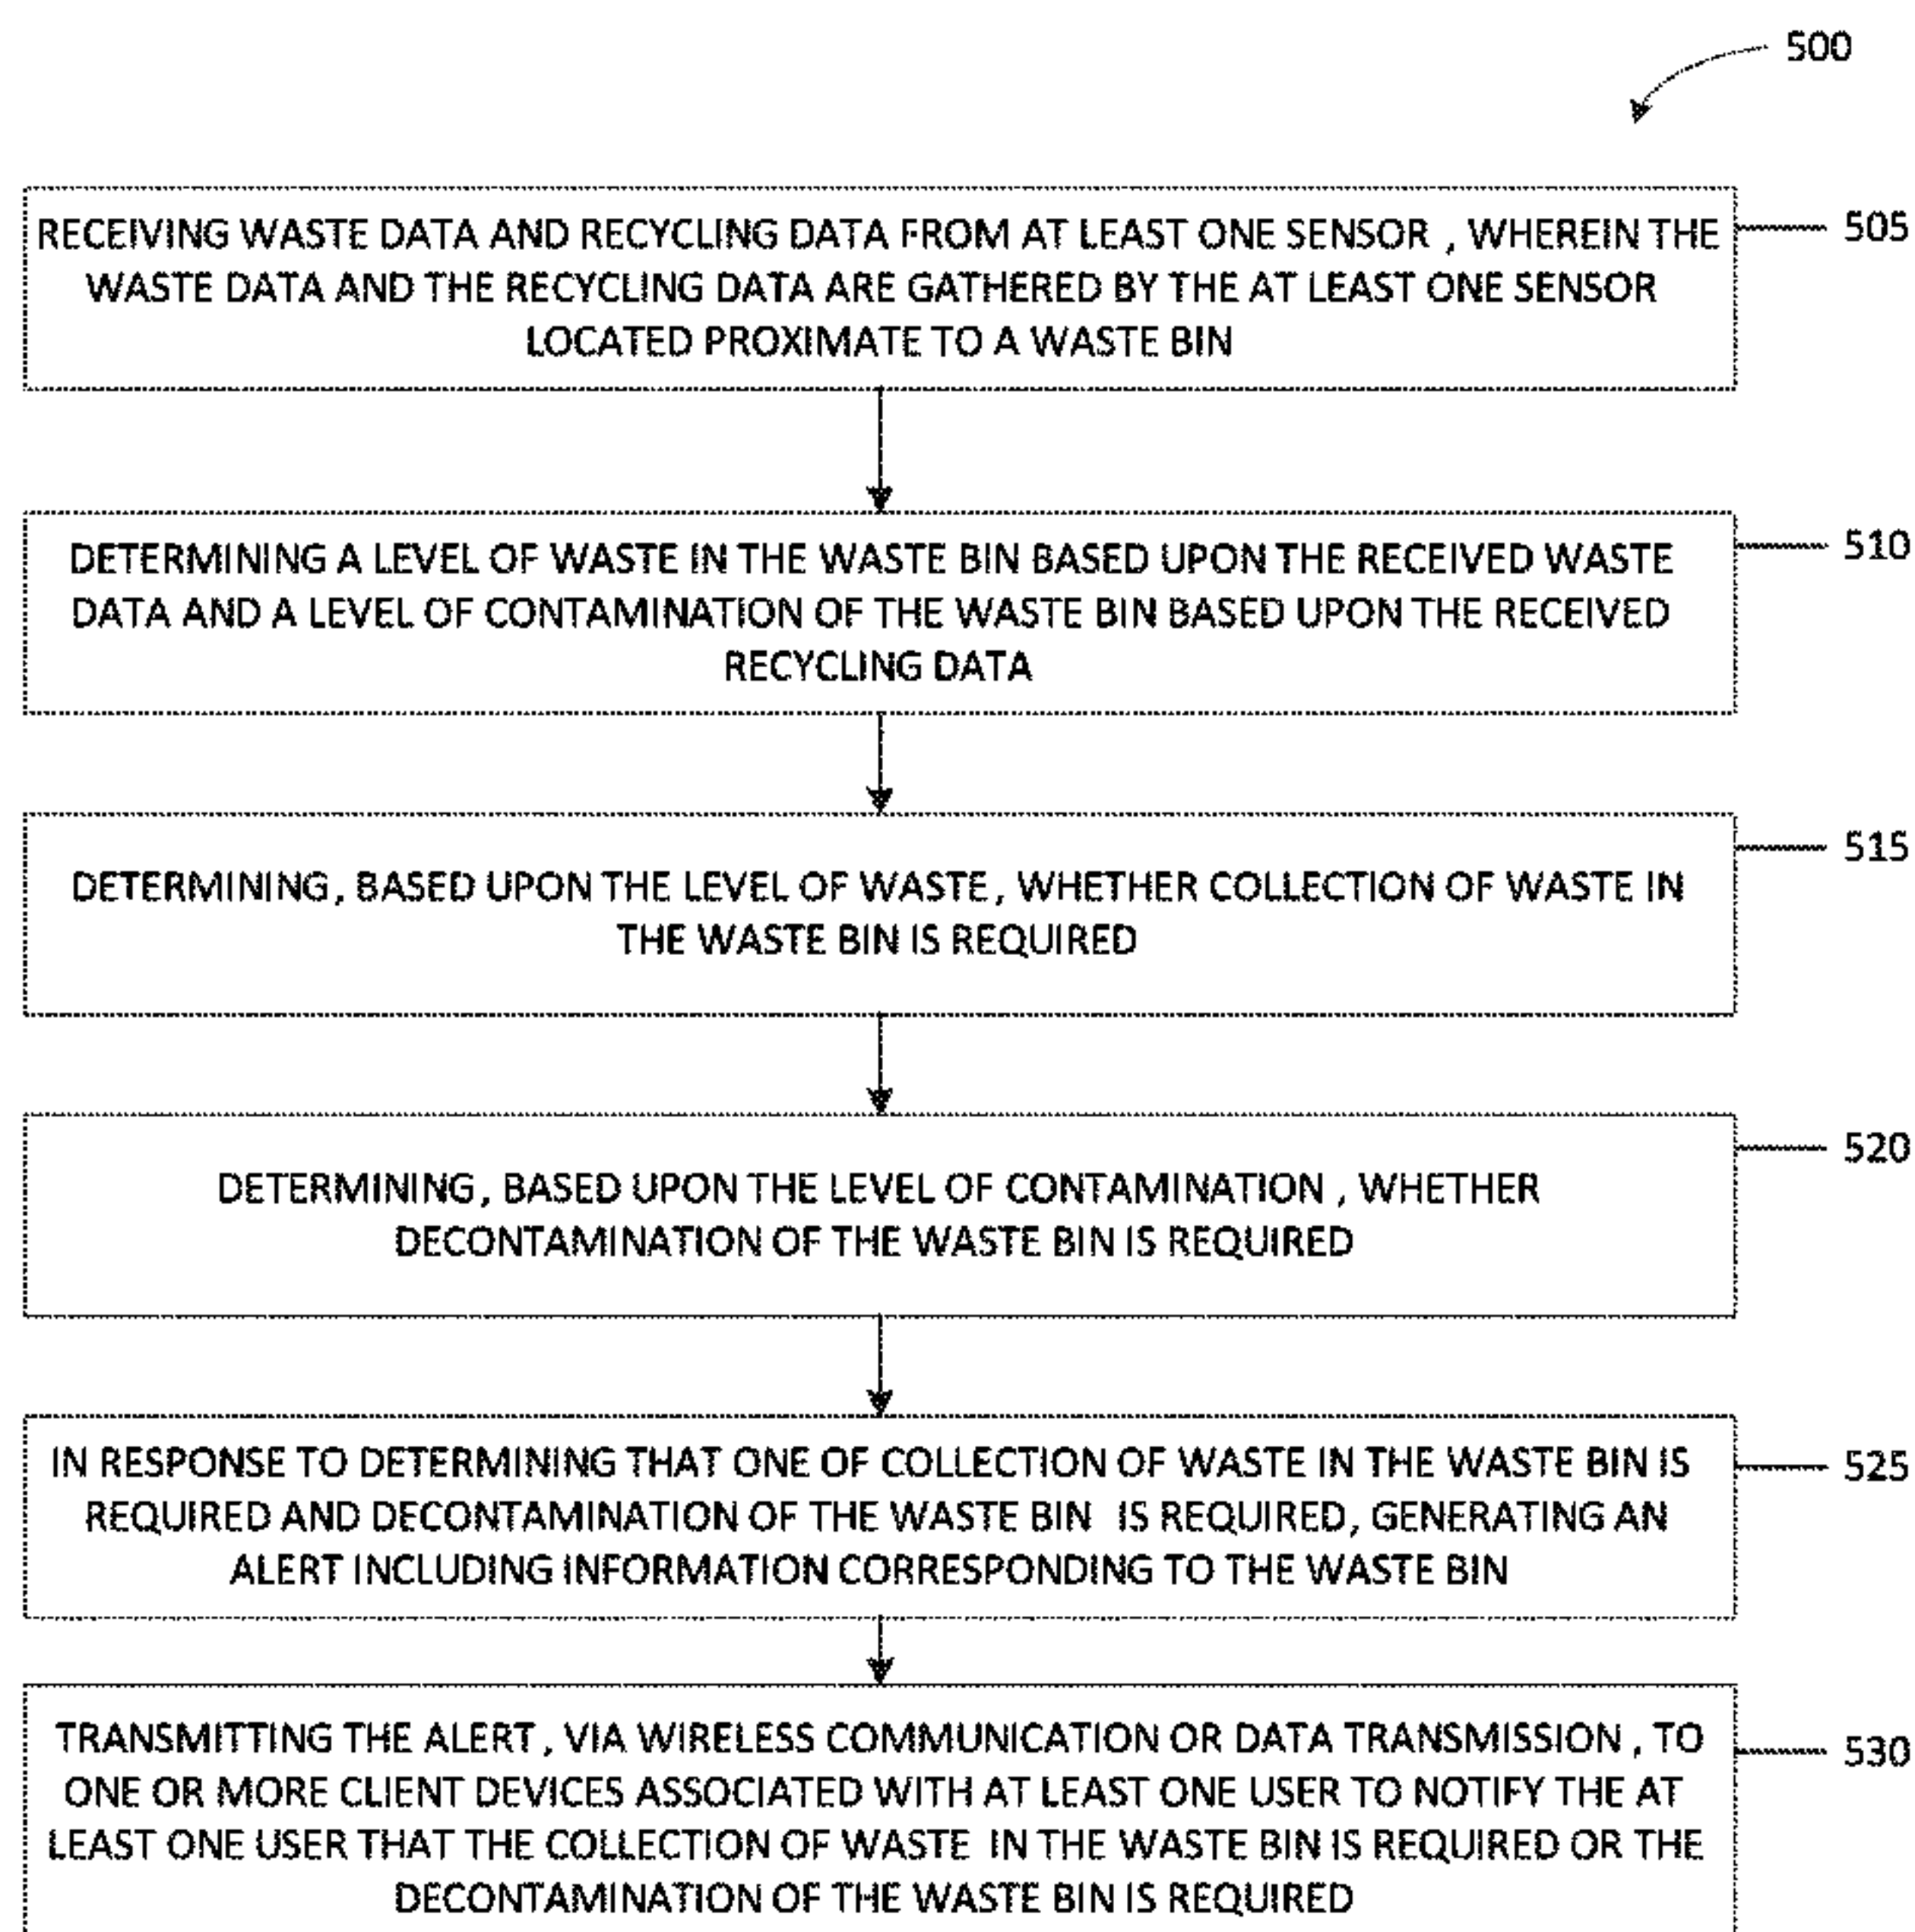 500
RECEIVING WASTE DATA AND RECYCLING DATA FROM AT LEAST ONE SENSOR , WHEREIN THE
WASTE DATA AND THE RECYCLING DATA ARE GATHERED BY THE AT LEAST ONE SENSOR
LOCATED PROXIMATE TO A WASTE BIN
505
DETERMINING A LEVEL OF WASTE IN THE WASTE BIN BASED UPON THE RECEIVED WASTE
DATA AND A LEVEL OF CONTAMINATION OF THE WASTE BIN BASED UPON THE RECEIVED
RECYCLING DATA
510
DETERMINING, BASED UPON THE LEVEL OF WASTE, WHETHER COLLECTION OF WASTE IN
THE WASTE BIN IS REQUIRED
515
DETERMINING, BASED UPON THE LEVEL OF CONTAMINATION , WHETHER
DECONTAMINATION OF THE WASTE BIN IS REQUIRED
520
IN RESPONSE TO DETERMINING THAT ONE OF COLLECTION OF WASTE IN THE WASTE BIN IS
REQUIRED AND DECONTAMINATION OF THE WASTE BIN IS REQUIRED, GENERATING AN
ALERT INCLUDING INFORMATION CORRESPONDING TO THE WASTE BIN
525
TRANSMITTING THE ALERT, VIA WIRELESS COMMUNICATION OR DATA TRANSMISSION , TO
ONE OR MORE CLIENT DEVICES ASSOCIATED WITH AT LEAST ONE USER TO NOTIFY THE AT
LEAST ONE USER THAT THE COLLECTION OF WASTE IN THE WASTE BIN IS REQUIRED OR THE
DECONTAMINATION OF THE WASTE BIN IS REQUIRED
530